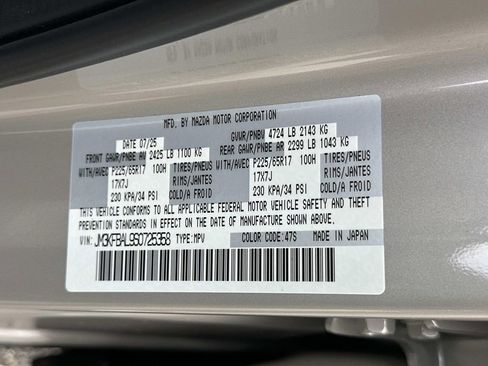 MFD. BY MAZDA MOTOR CORPORATION
DATE 07/25 GVWR/PNBV 4724 LB 2143 KG
FRONT GAWR/PNBE AV 2425 LB 1100 KG REAR GAWR/PNBE AR 2299 LB 1043 KG
WITH/AVEC P225/65R17 100H TIRES/PNEUS WITH/AVEC P225/65R17 100H TIRES/PNEUS
17X7J RIMS/JANTES 17X7J RIMS/JANTES
230 KPA/34 PSI COLD/A FROID 230 KPA/34 PSI COLD/A FROID
THIS VEHICLE CONFORMS TO ALL APPLICABLE FEDERAL MOTOR VEHICLE SAFETY AND THEFT
PREVENTION STANDARDS IN EFFECT ON THE DATE OF MANUFACTURE SHOWN ABOVE.
VIN: JM3KFBAL9S0725358 TYPE:MPV COLOR CODE:47S MADE IN JAPAN